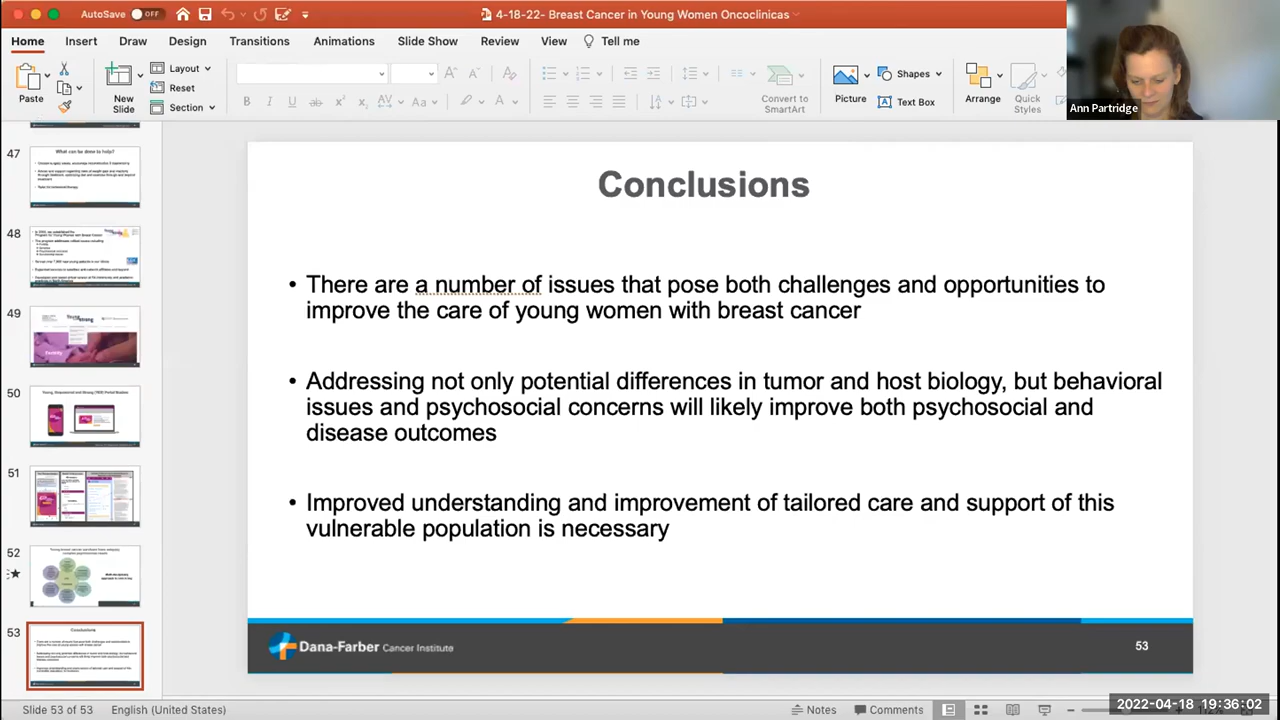 AutoSave OFF
4-18-22- Breast Cancer in Young Women Oncoclinicas
Home Insert Draw Design Transitions Animations Slide Show Review View Tell me
Paste
New
Slide
Layout
Reset
Section
B I U ab X
AV Aa A
Convert to
SmartArt
Picture
Shapes
Text Box
Arrange
Quick
Styles
Ann Partridge
47
What can be done to help?
48
49
Young
strong
Fertility
50
51
52
53
Conclusions
Conclusions
• There are a number of issues that pose both challenges and opportunities to
improve the care of young women with breast cancer
• Addressing not only potential differences in tumor and host biology, but behavioral
issues and psychosocial concerns will likely improve both psychosocial and
disease outcomes
• Improved understanding and improvement of tailored care and support of this
vulnerable population is necessary
Dana-Farber Cancer Institute
53
Slide 53 of 53 English (United States)
Notes Comments
2022-04-18 19:36:02